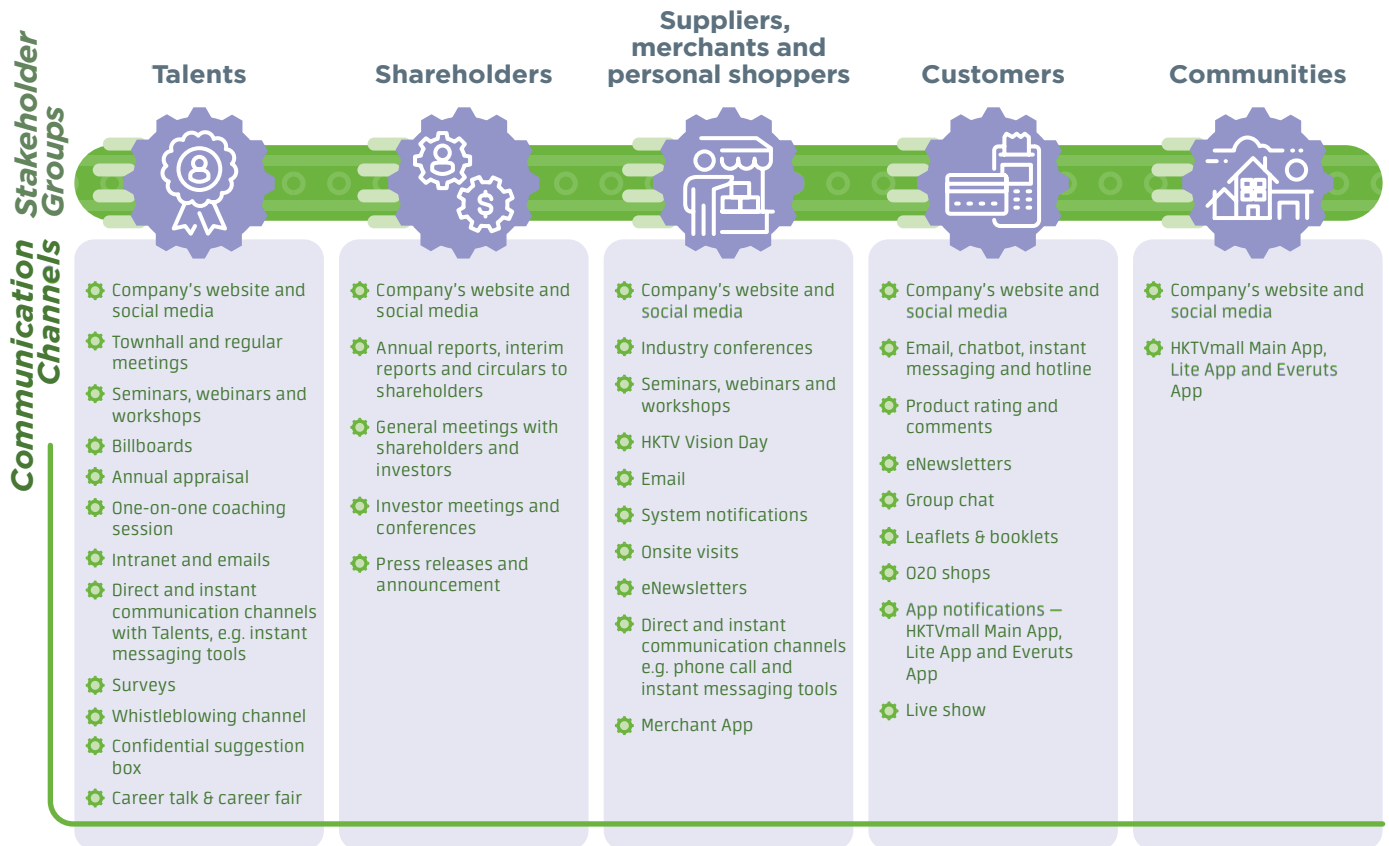 Stakeholder
Groups
Talents
Shareholders
Suppliers,
merchants and
personal shoppers
Customers
Communities
$
Communication
Channels
Company's website and
social media
Townhall and regular
meetings
Seminars, webinars and
workshops
Billboards
Annual appraisal
One-on-one coaching
session
Intranet and emails
Direct and instant
communication channels
with Talents, e.g. instant
messaging tools
Surveys
Whistleblowing channel
Confidential suggestion
box
Career talk & career fair
Company's website and
social media
Annual reports, interim
reports and circulars to
shareholders
General meetings with
shareholders and
investors
Investor meetings and
conferences
Press releases and
announcement
Company's website and
social media
Industry conferences
Seminars, webinars and
workshops
HKTV Vision Day
Email
System notifications
Onsite visits
eNewsletters
Direct and instant
communication channels
e.g. phone call and
instant messaging tools
Merchant App
Company's website and
social media
Email, chatbot, instant
messaging and hotline
Product rating and
comments
eNewsletters
Group chat
Leaflets & booklets
O2O shops
App notifications —
HKTVmall Main App,
Lite App and Everuts
App
Live show
Company's website and
social media
HKTVmall Main App,
Lite App and Everuts
App